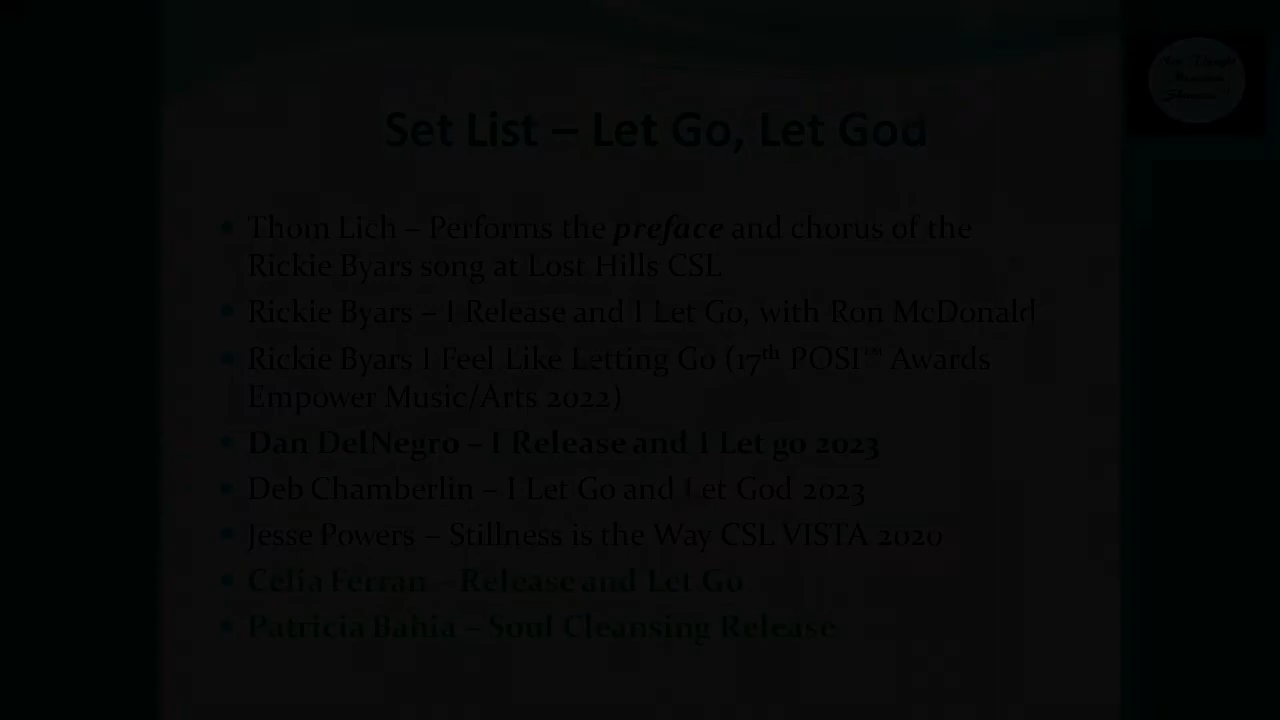 Set List – Let Go, Let God
• Thom Lich – Performs the preface and chorus of the
Rickie Byars song at Lost Hills CSL
• Rickie Byars – I Release and I Let Go, with Ron McDonald
• Rickie Byars I Feel Like Letting Go (17th POSI™ Awards
Empower Music/Arts 2022)
• Dan DelNegro – I Release and I Let go 2023
• Deb Chamberlin – I Let Go and Let God 2023
• Jesse Powers – Stillness is the Way CSL VISTA 2020
• Celia Ferran – Release and Let Go
• Patricia Bahia – Soul Cleansing Release